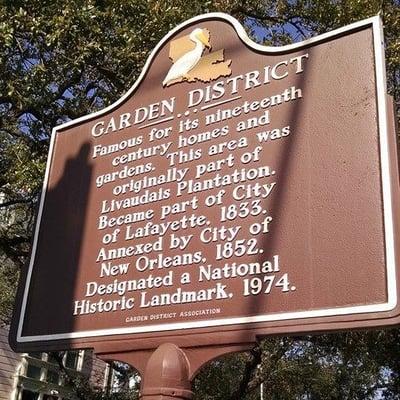 GARDEN DISTRICT
Famous for its nineteenth
century homes and
gardens. This area was
originally part of
Livaudais Plantation.
Became part of City
of Lafayette, 1833.
Annexed by City of
New Orleans, 1852.
Designated a National
Historic Landmark, 1974.
GARDEN DISTRICT ASSOCIATION